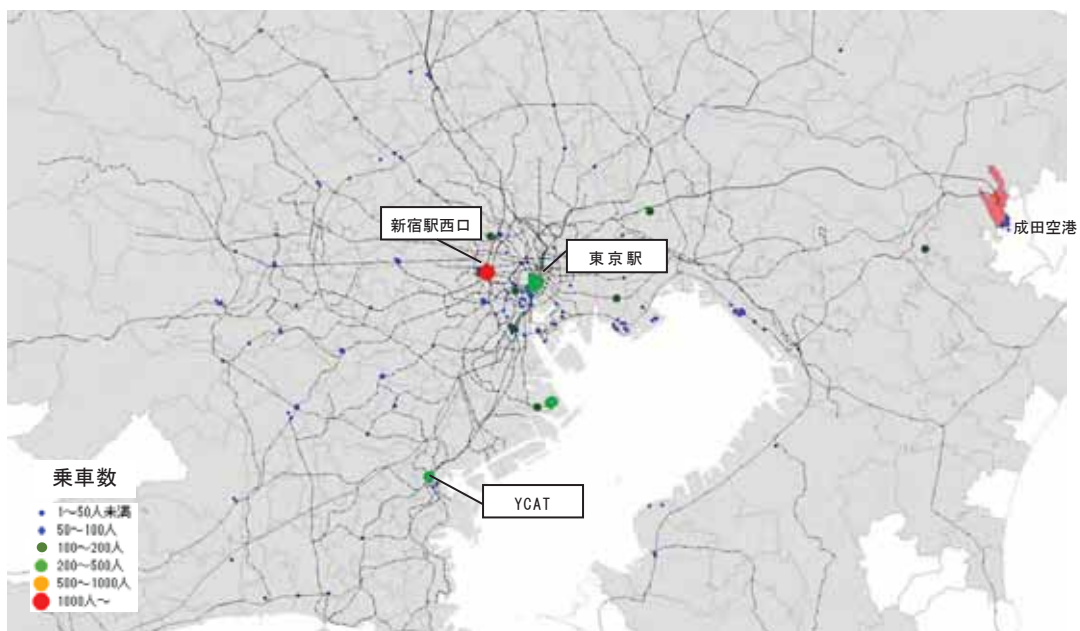 新宿駅西口
東京駅
成田空港
YCAT
乗車数
1～50人未満
50～100人
100～200人
200～500人
500～1000人
1000人～